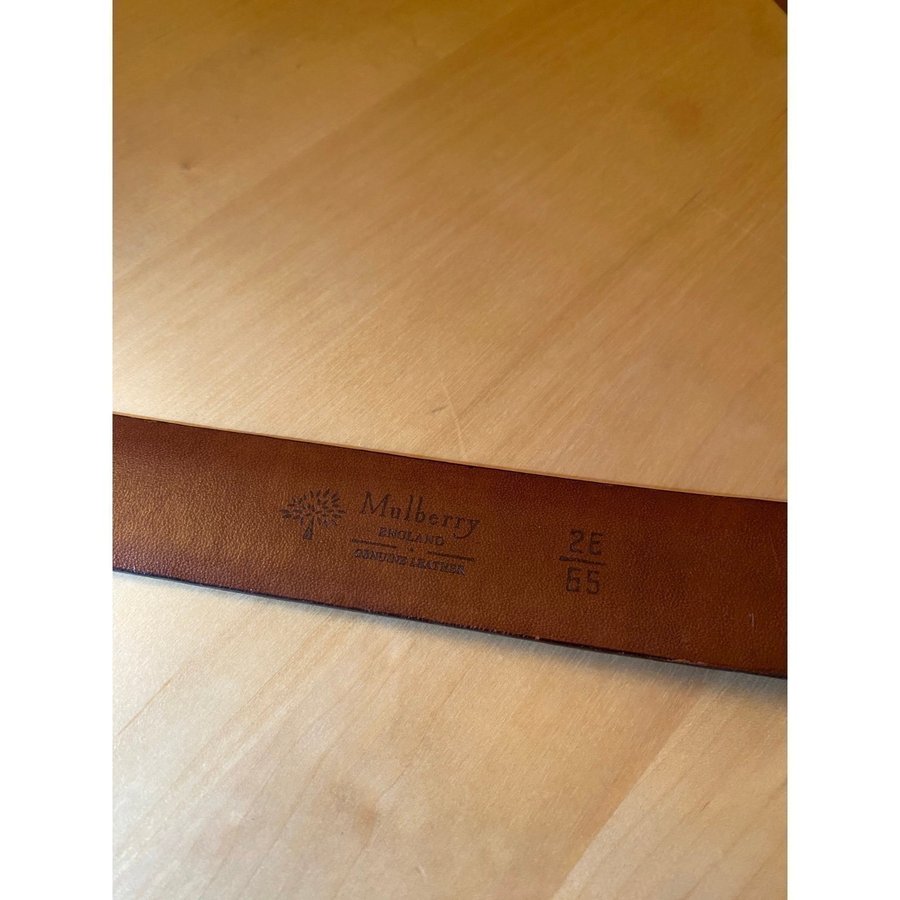 Mulberry
ENGLAND
GENUINE LEATHER
26
65